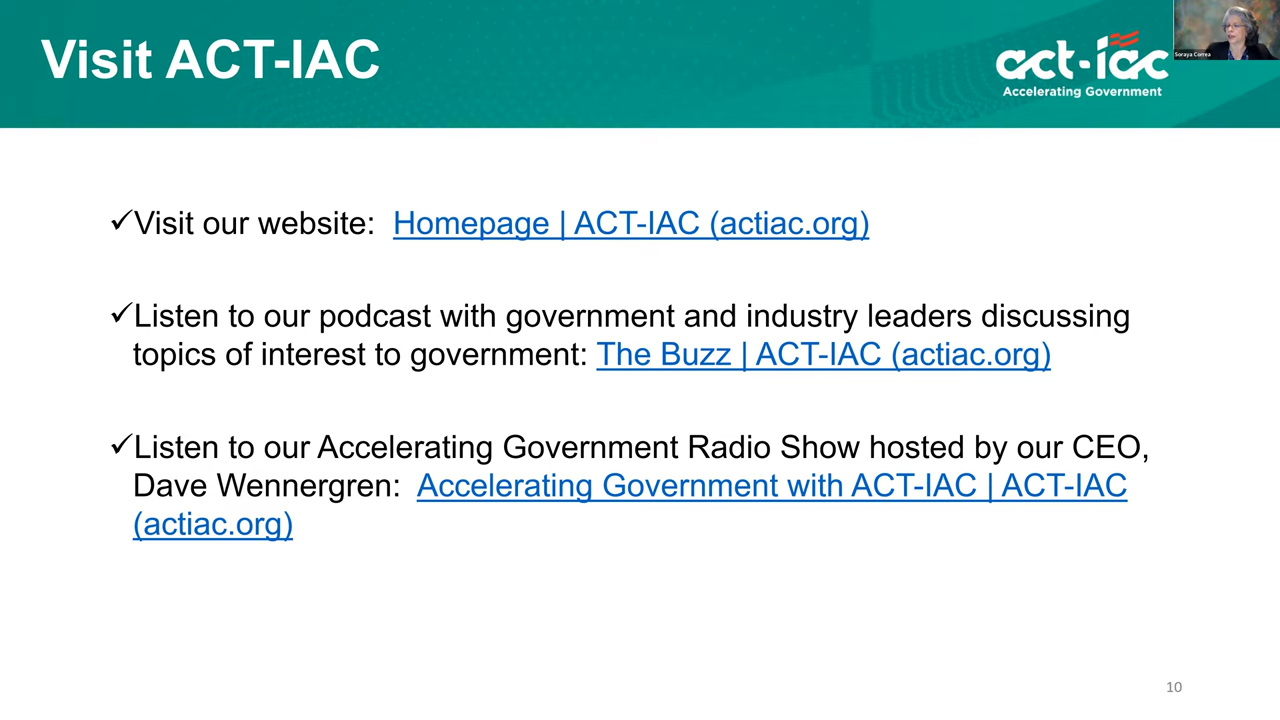 Visit ACT-IAC
act-iac
Accelerating Government
Soraya Correa
✓Visit our website:  Homepage | ACT-IAC (actiac.org)
✓Listen to our podcast with government and industry leaders discussing
topics of interest to government: The Buzz | ACT-IAC (actiac.org)
✓Listen to our Accelerating Government Radio Show hosted by our CEO,
Dave Wennergren:  Accelerating Government with ACT-IAC | ACT-IAC
(actiac.org)
10